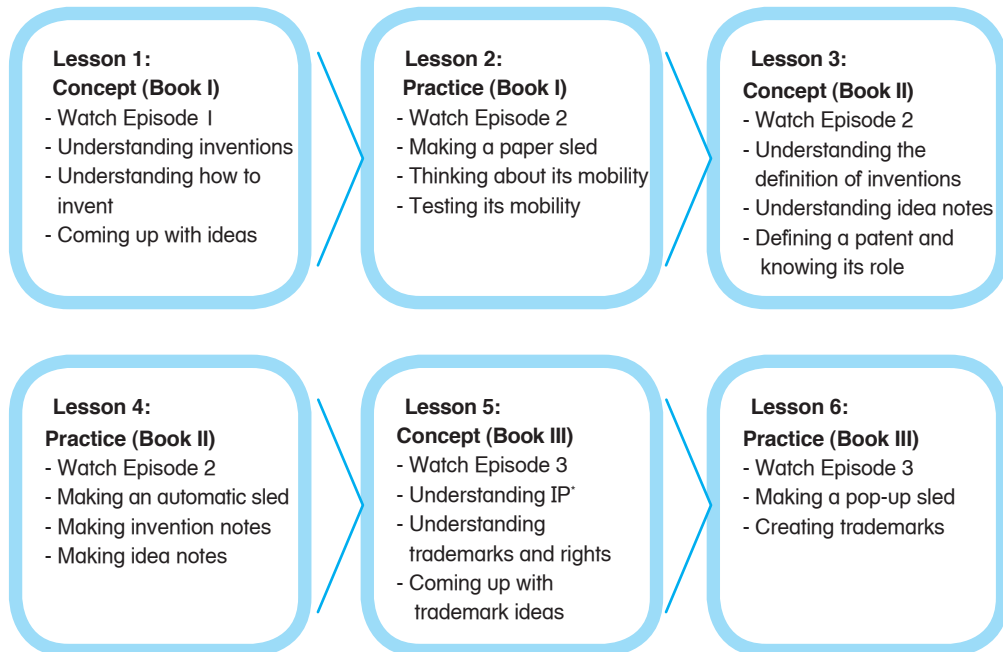 Lesson 1:
Concept (Book I)
- Watch Episode 1
- Understanding inventions
- Understanding how to
invent
- Coming up with ideas
Lesson 2:
Practice (Book I)
- Watch Episode 2
- Making a paper sled
- Thinking about its mobility
- Testing its mobility
Lesson 3:
Concept (Book II)
- Watch Episode 2
- Understanding the
definition of inventions
- Understanding idea notes
- Defining a patent and
knowing its role
Lesson 4:
Practice (Book II)
- Watch Episode 2
- Making an automatic sled
- Making invention notes
- Making idea notes
Lesson 5:
Concept (Book III)
- Watch Episode 3
- Understanding IP*
- Understanding
trademarks and rights
- Coming up with
trademark ideas
Lesson 6:
Practice (Book III)
- Watch Episode 3
- Making a pop-up sled
- Creating trademarks